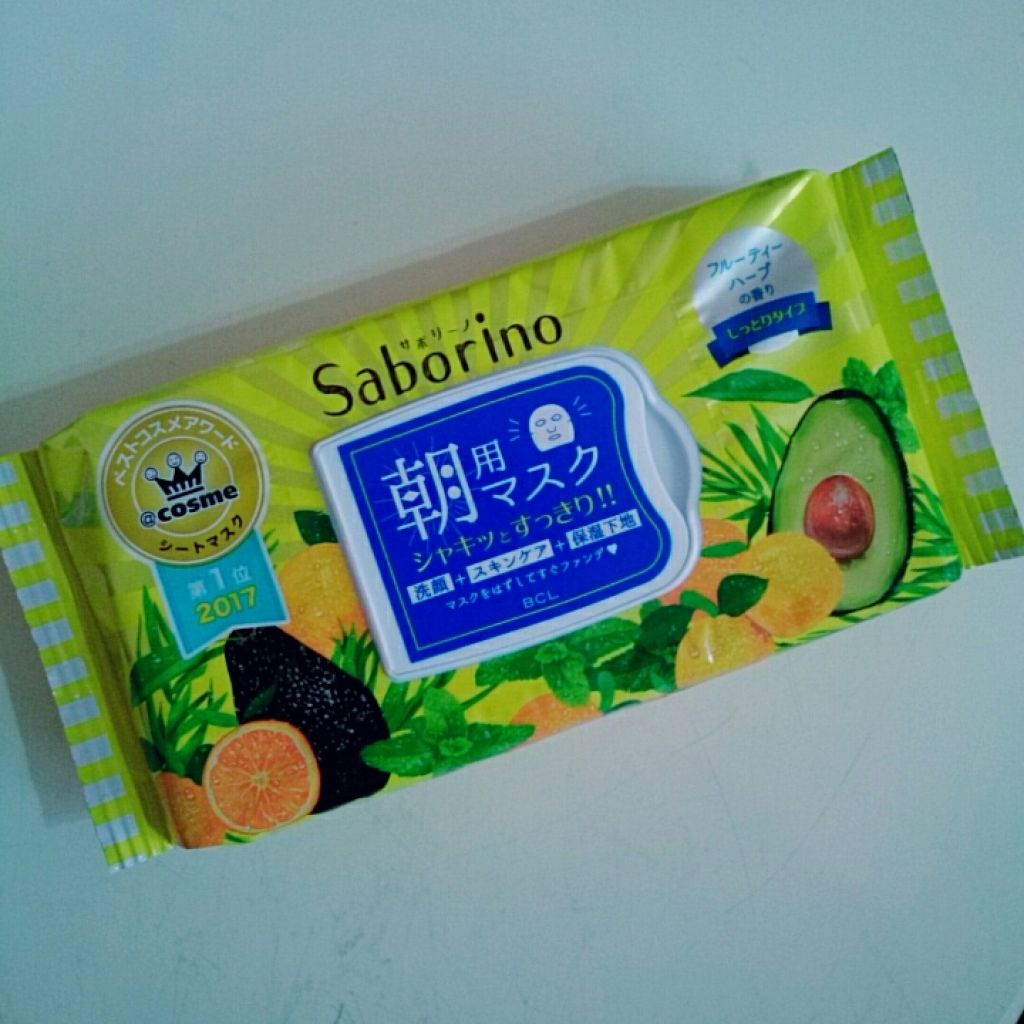 サボリーノ
Saborino
フルーティー
ハーブ
の香り
しっとりタイプ
ベストコスメアワード
@cosme
シートマスク
第1位
2017
朝用マスク
シャキッとすっきり!!
洗顔+スキンケア+保湿下地
マスクをはずしてすぐファンデ♥
BCL